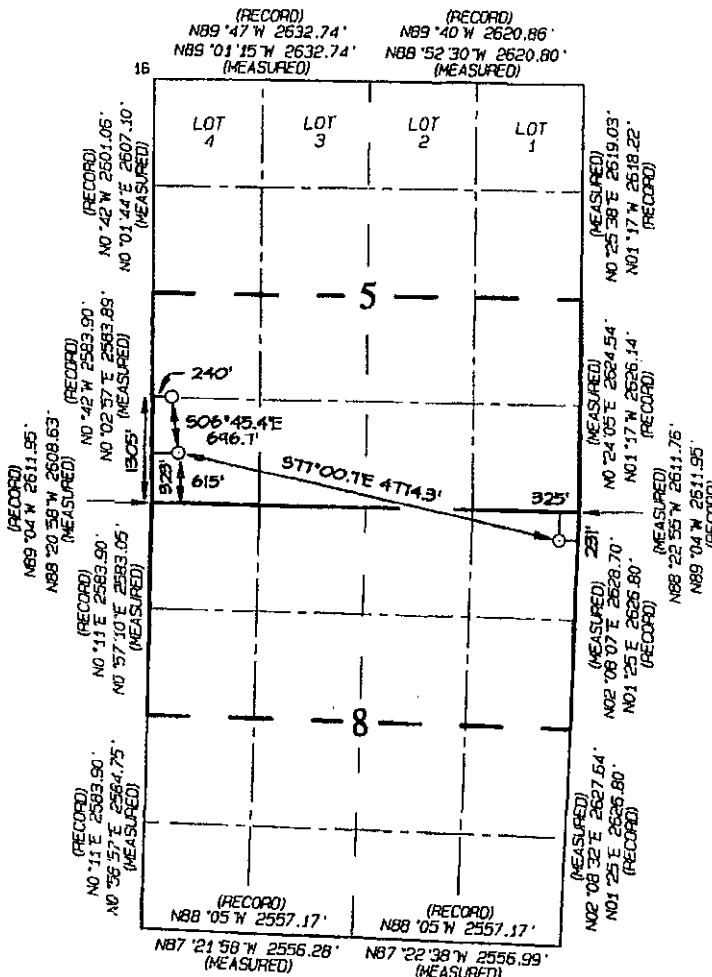 (RECORD)
N89°47'W 2632.74'
N89°01'15"W 2632.74'
(MEASURED)
(RECORD)
N89°40'W 2620.86'
N88°52'30"W 2620.80'
(MEASURED)
16
LOT
4
LOT
3
LOT
2
LOT
1
(RECORD)
N0°42'W 2601.06'
N0°01'44"E 2607.10'
(MEASURED)
(MEASURED)
N0°25'38"E 2619.03'
N01°17'W 2618.22'
(RECORD)
5
(RECORD)
N0°42'W 2583.90'
N0°02'57"E 2583.89'
(MEASURED)
(MEASURED)
N0°24'05"E 2624.54'
N01°17'W 2626.14'
(RECORD)
240'
S06°45.4'E
696.7'
1305'
323'
615'
S77°00.7'E 4774.3'
325'
291'
(RECORD)
N89°04'W 2611.95'
N88°20'58"W 2608.63'
(MEASURED)
(MEASURED)
N88°22'55"W 2611.76'
N89°04'W 2611.95'
(RECORD)
(RECORD)
N0°11'E 2583.90'
N0°57'10"E 2583.05'
(MEASURED)
(MEASURED)
N02°08'07"E 2628.70'
N01°25'E 2626.80'
(RECORD)
8
(RECORD)
N0°11'E 2583.90'
N0°56'57"E 2584.75'
(MEASURED)
(MEASURED)
N02°08'32"E 2627.64'
N01°25'E 2626.80'
(RECORD)
(RECORD)
N88°05'W 2557.17'
N87°21'58"W 2556.28'
(MEASURED)
(RECORD)
N88°05'W 2557.17'
N87°22'38"W 2556.99'
(MEASURED)